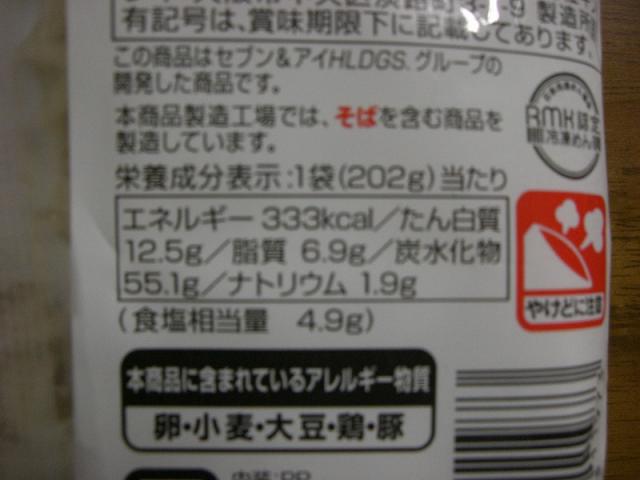 有記号は、賞味期限下に記載してあります。
この商品はセブン&アイHLDGS.グループの
開発した商品です。
本商品製造工場では、そばを含む商品を
製造しています。
RMK認定
冷凍めん
栄養成分表示:1袋(202g)当たり
エネルギー 333kcal/たん白質
12.5g/脂質 6.9g/炭水化物
55.1g/ナトリウム 1.9g
(食塩相当量 4.9g)
やけどに注意
本商品に含まれているアレルギー物質
卵・小麦・大豆・鶏・豚